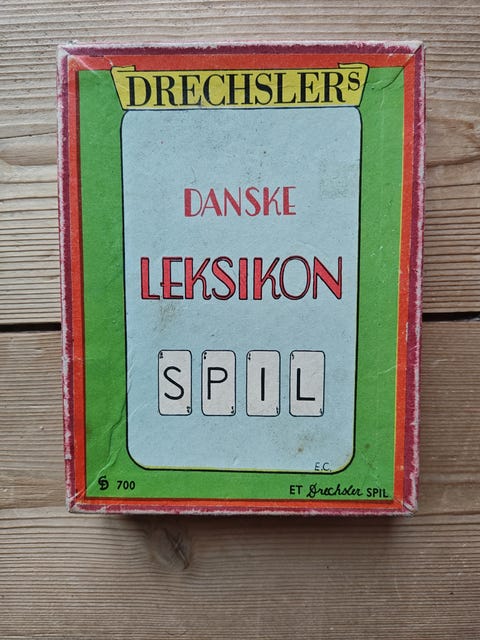 DRECHSLERS
DANSKE
LEKSIKON
SPIL
E.C.
700
ET Drechsler SPIL